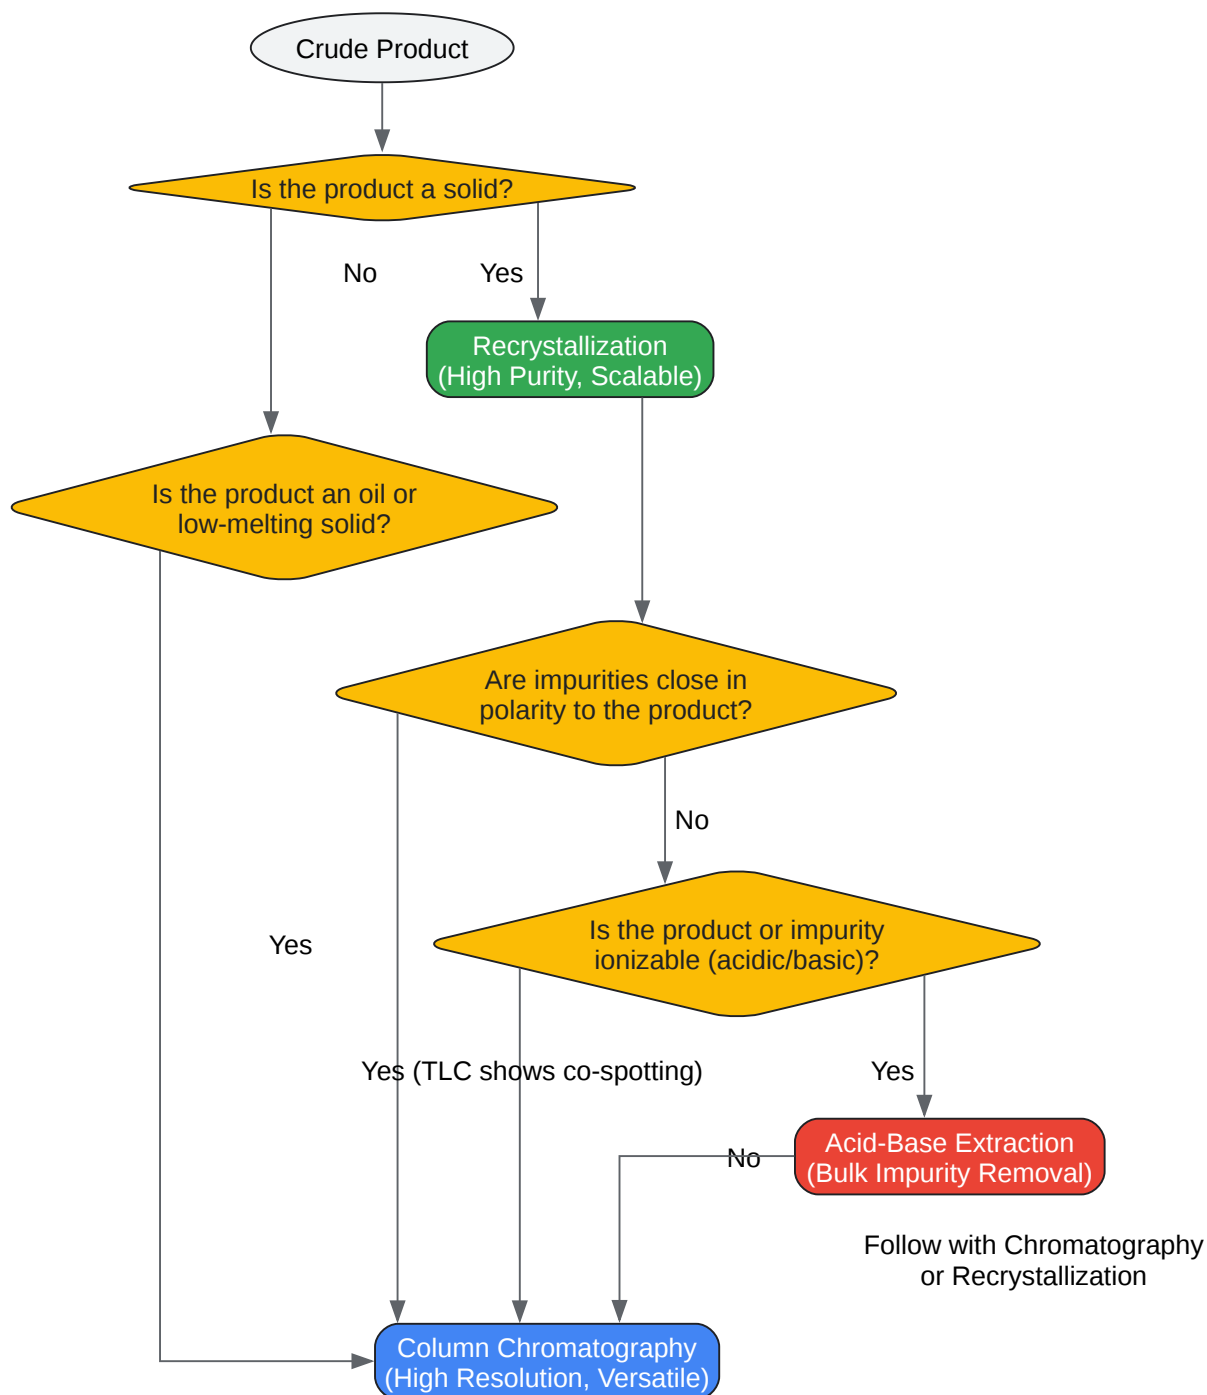 Crude Product
Is the product a solid?
No
Yes
Recrystallization
(High Purity, Scalable)
Is the product an oil or
low-melting solid?
Are impurities close in
polarity to the product?
No
Is the product or impurity
ionizable (acidic/basic)?
Yes
Yes (TLC shows co-spotting)
Yes
Acid-Base Extraction
(Bulk Impurity Removal)
No
Follow with Chromatography
or Recrystallization
Column Chromatography
(High Resolution, Versatile)